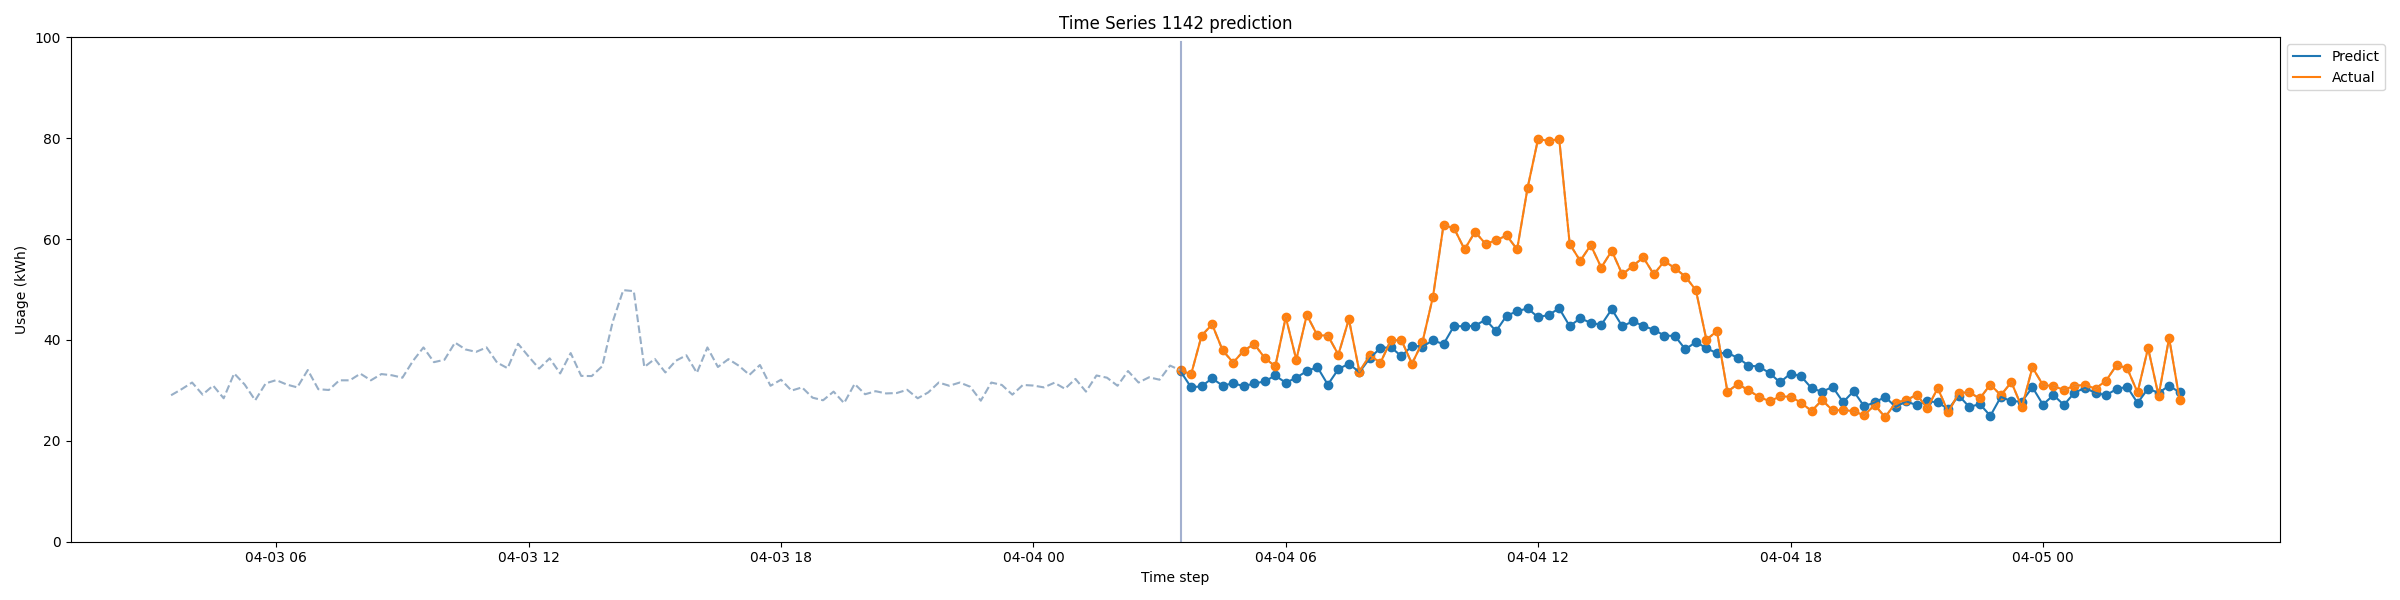 Time Series 1142 prediction
100
80
60
40
20
0
Usage (kWh)
04-03 06
04-03 12
04-03 18
04-04 00
04-04 06
04-04 12
04-04 18
04-05 00
Time step
Predict
Actual